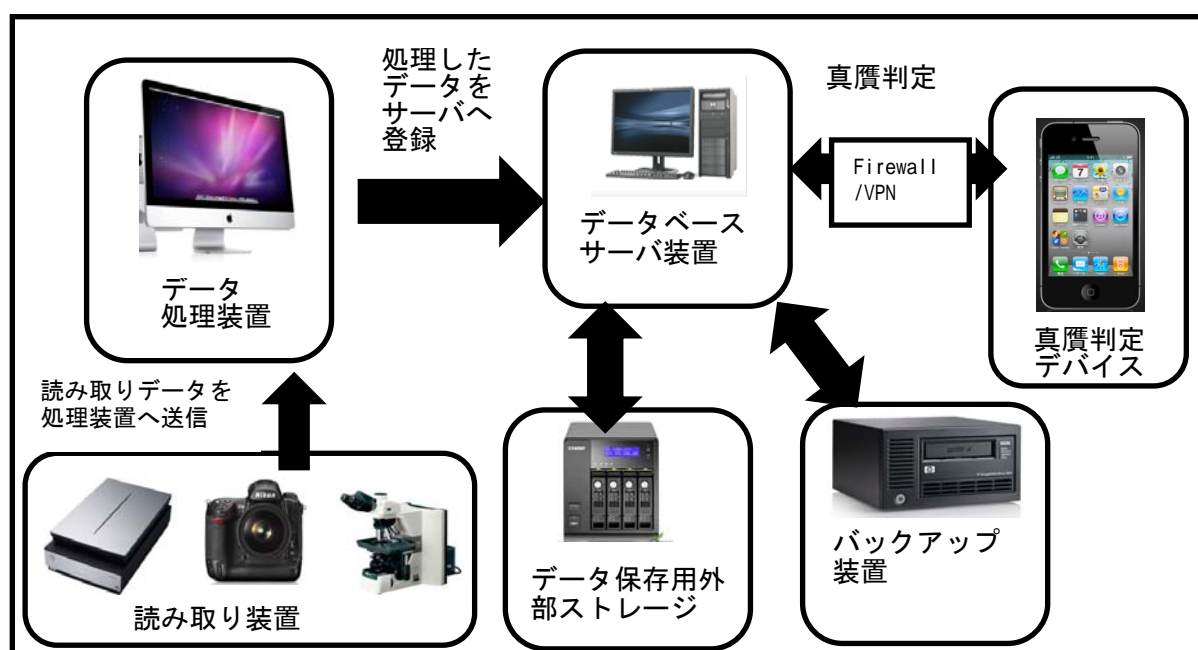 処理した
データを
サーバへ
登録
真贋判定
Firewall
/VPN
データベース
サーバ装置
データ
処理装置
真贋判定
デバイス
読み取りデータを
処理装置へ送信
Nikon
読み取り装置
データ保存用外
部ストレージ
バックアップ
装置